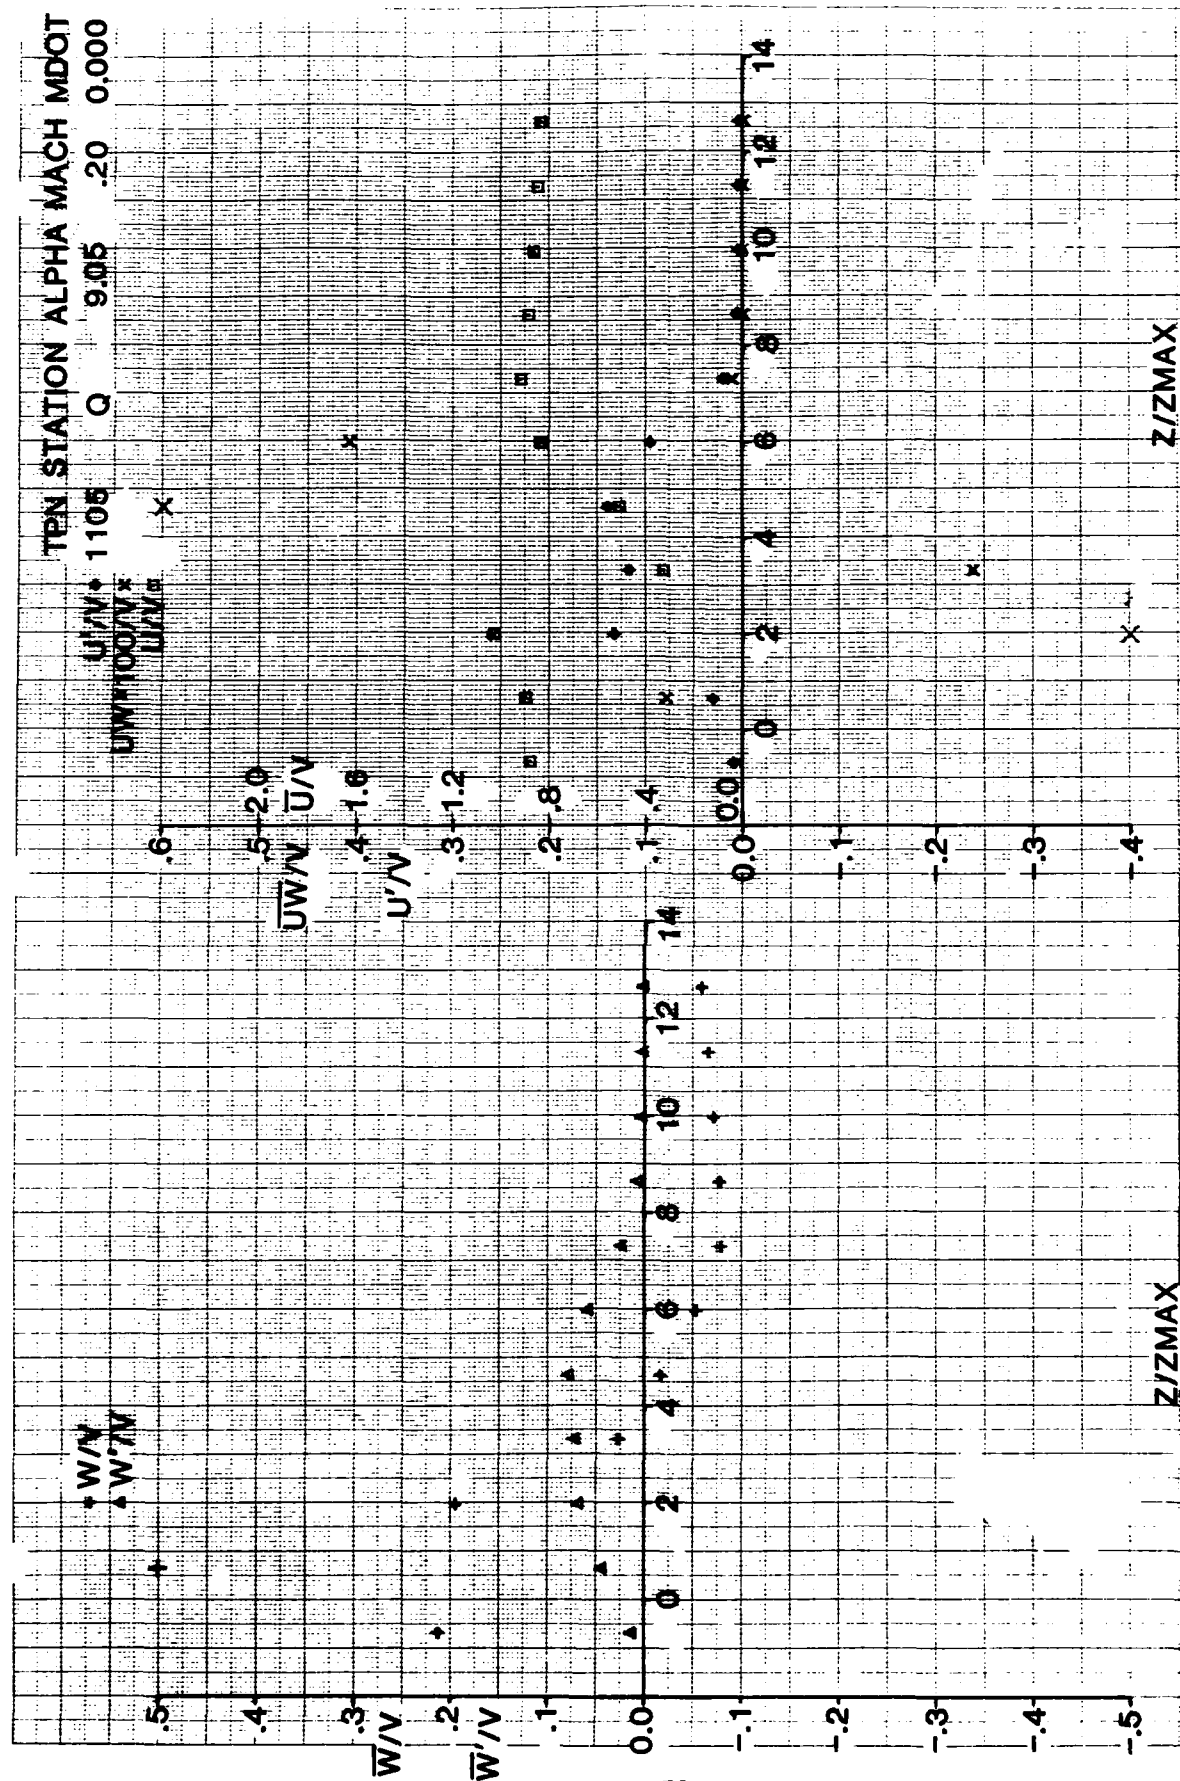 TPN STATION ALPHA MACH MDOT
1105 Q 9.05 .20 0.000
U'/V
UW*100/V
U/V
.6
.5 2.0
.4 1.6
.3 1.2
.2 .8
.1 .4
0.0 0.0
-.1
-.2
-.3
-.4
UW/V U/V
U'/V
0 2 4 6 8 10 12 14
Z/ZMAX
W/V
W'/V
.5
.4
.3
.2
.1
0.0
-.1
-.2
-.3
-.4
-.5
W/V
W'/V
0 2 4 6 8 10 12 14
Z/ZMAX